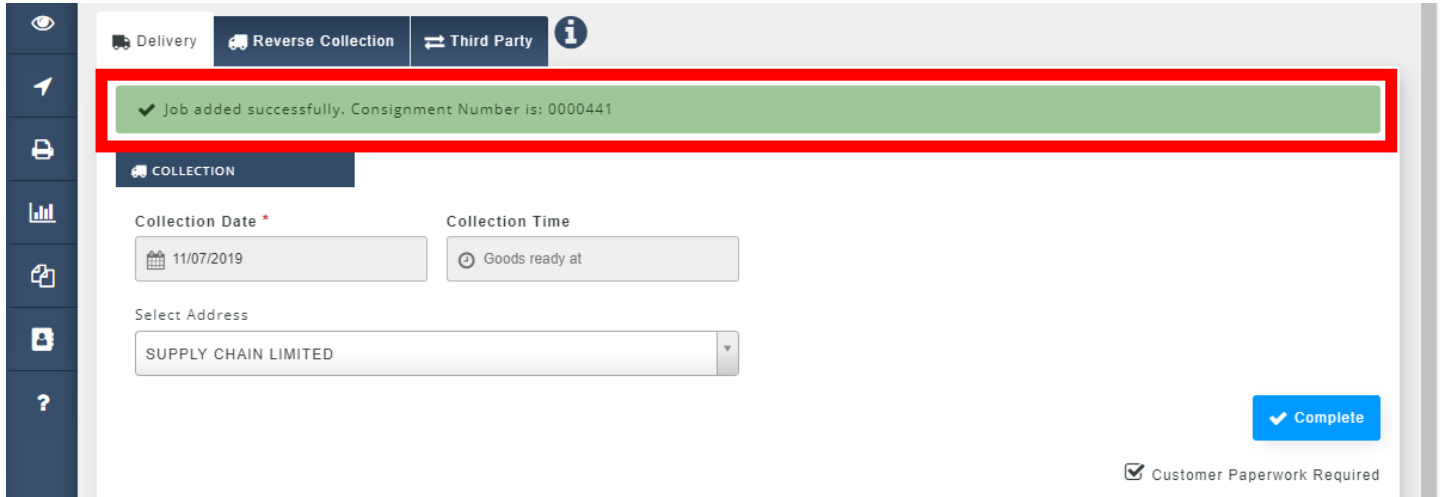 Delivery Reverse Collection Third Party
Job added successfully. Consignment Number is: 0000441
COLLECTION
Collection Date * Collection Time
11/07/2019 Goods ready at
Select Address
SUPPLY CHAIN LIMITED
?
Complete
Customer Paperwork Required